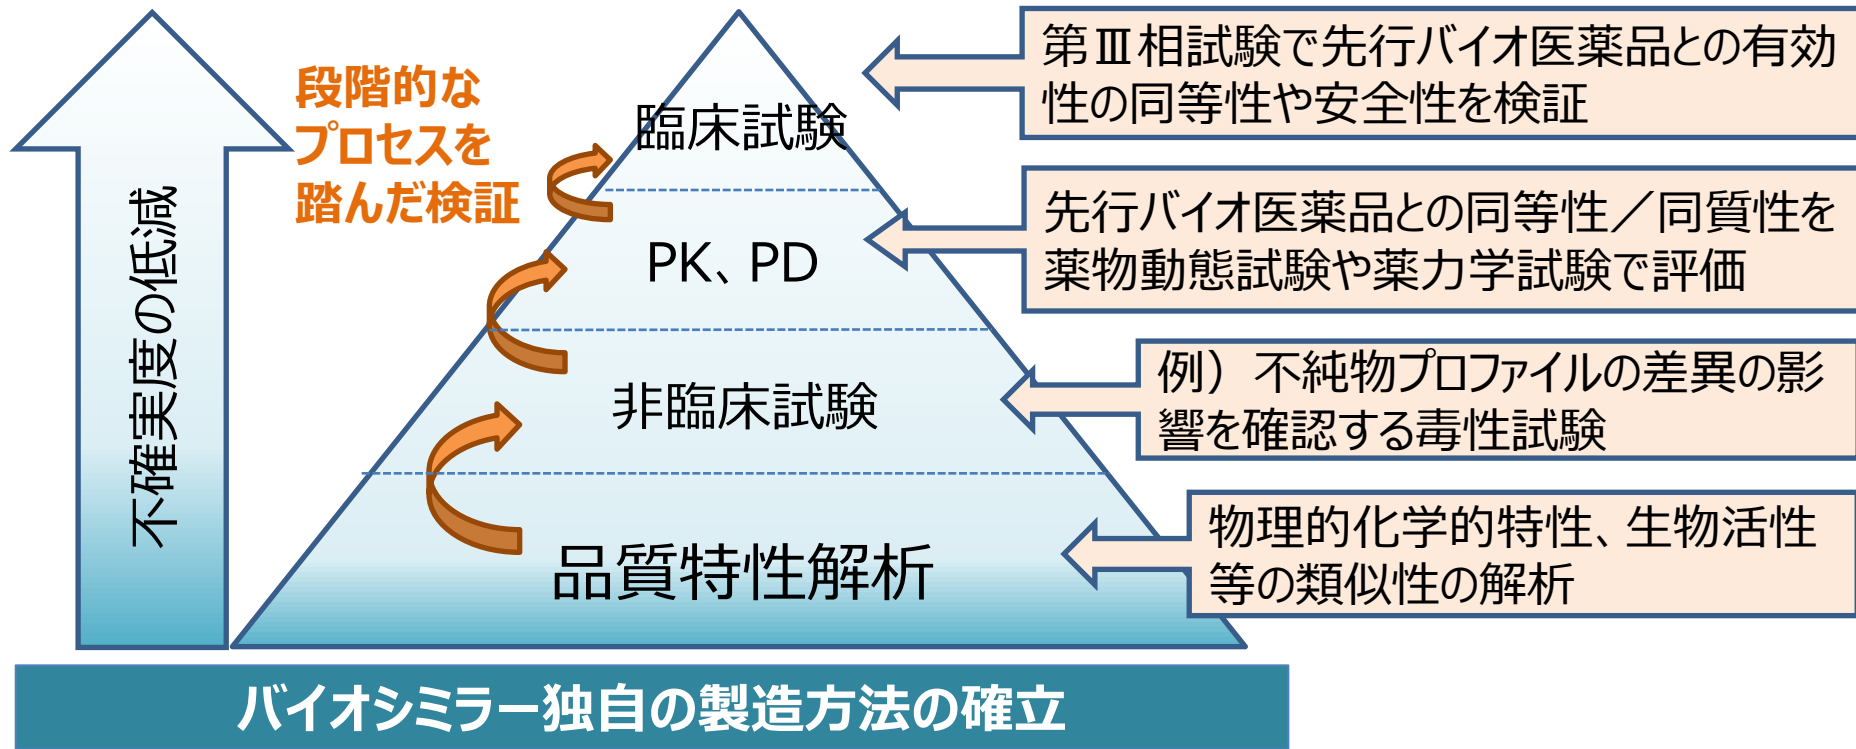 不確実度の低減
段階的な
プロセスを
踏んだ検証
臨床試験
PK、PD
非臨床試験
品質特性解析
第Ⅲ相試験で先行バイオ医薬品との有効
性の同等性や安全性を検証
先行バイオ医薬品との同等性／同質性を
薬物動態試験や薬力学試験で評価
例）不純物プロファイルの差異の影
響を確認する毒性試験
物理的化学的特性、生物活性
等の類似性の解析
バイオシミラー独自の製造方法の確立